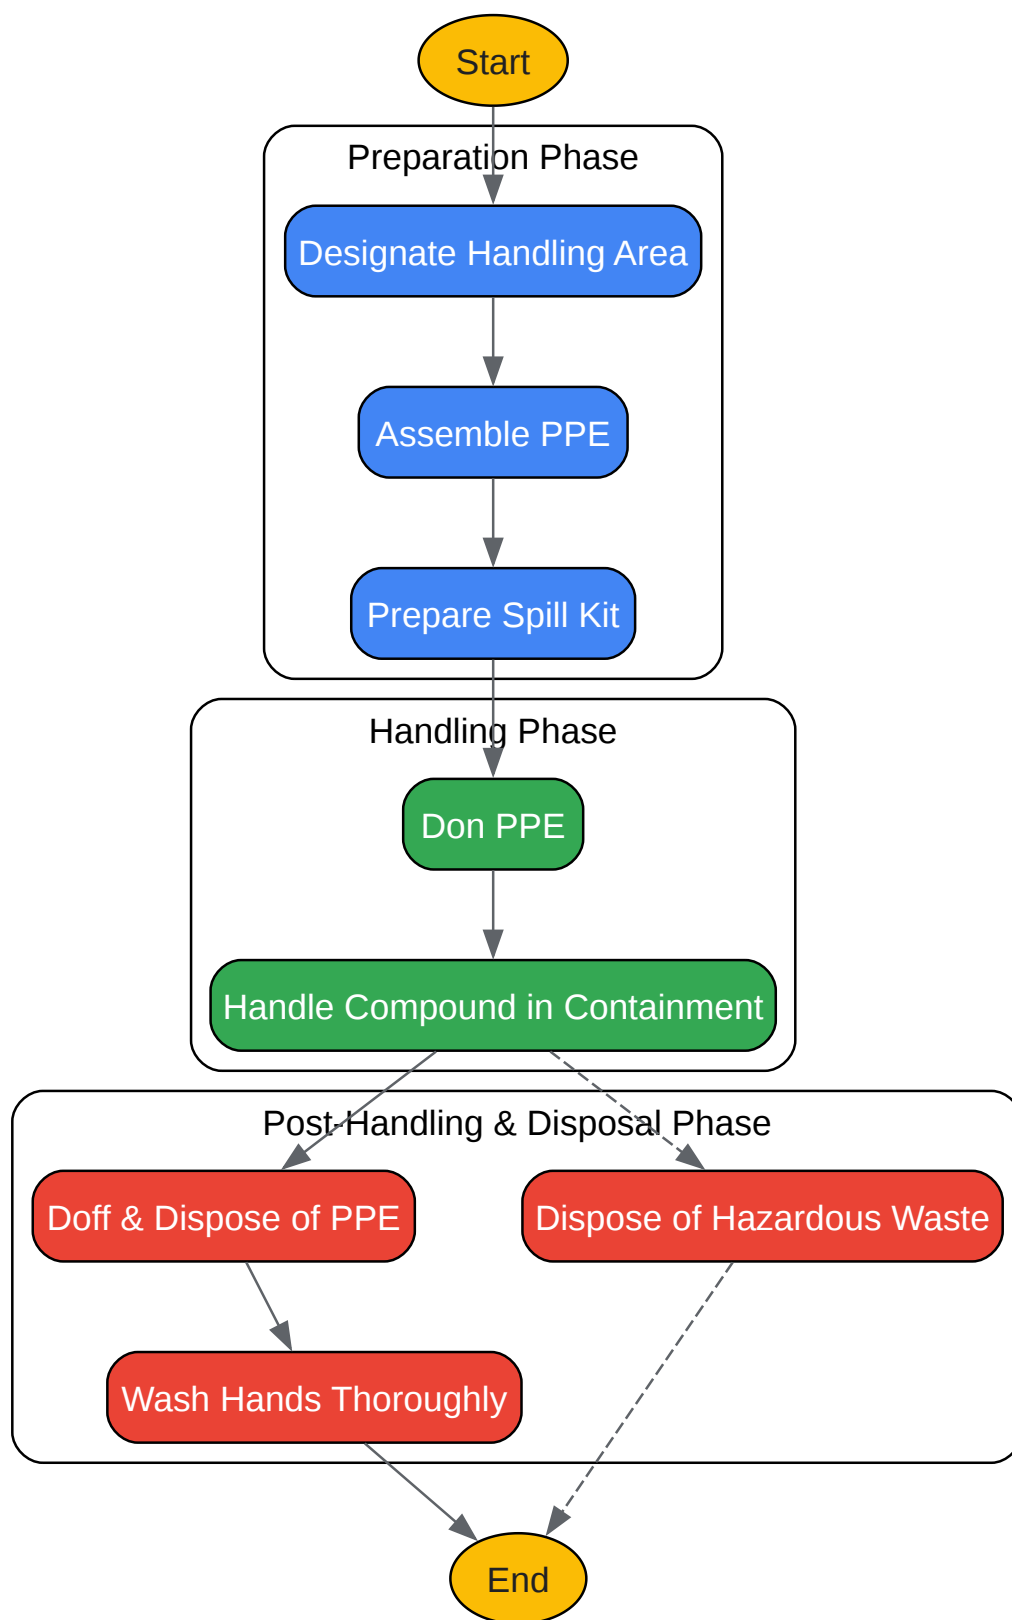 Start
Preparation Phase
Designate Handling Area
Assemble PPE
Prepare Spill Kit
Handling Phase
Don PPE
Handle Compound in Containment
Post-Handling & Disposal Phase
Doff & Dispose of PPE
Dispose of Hazardous Waste
Wash Hands Thoroughly
End